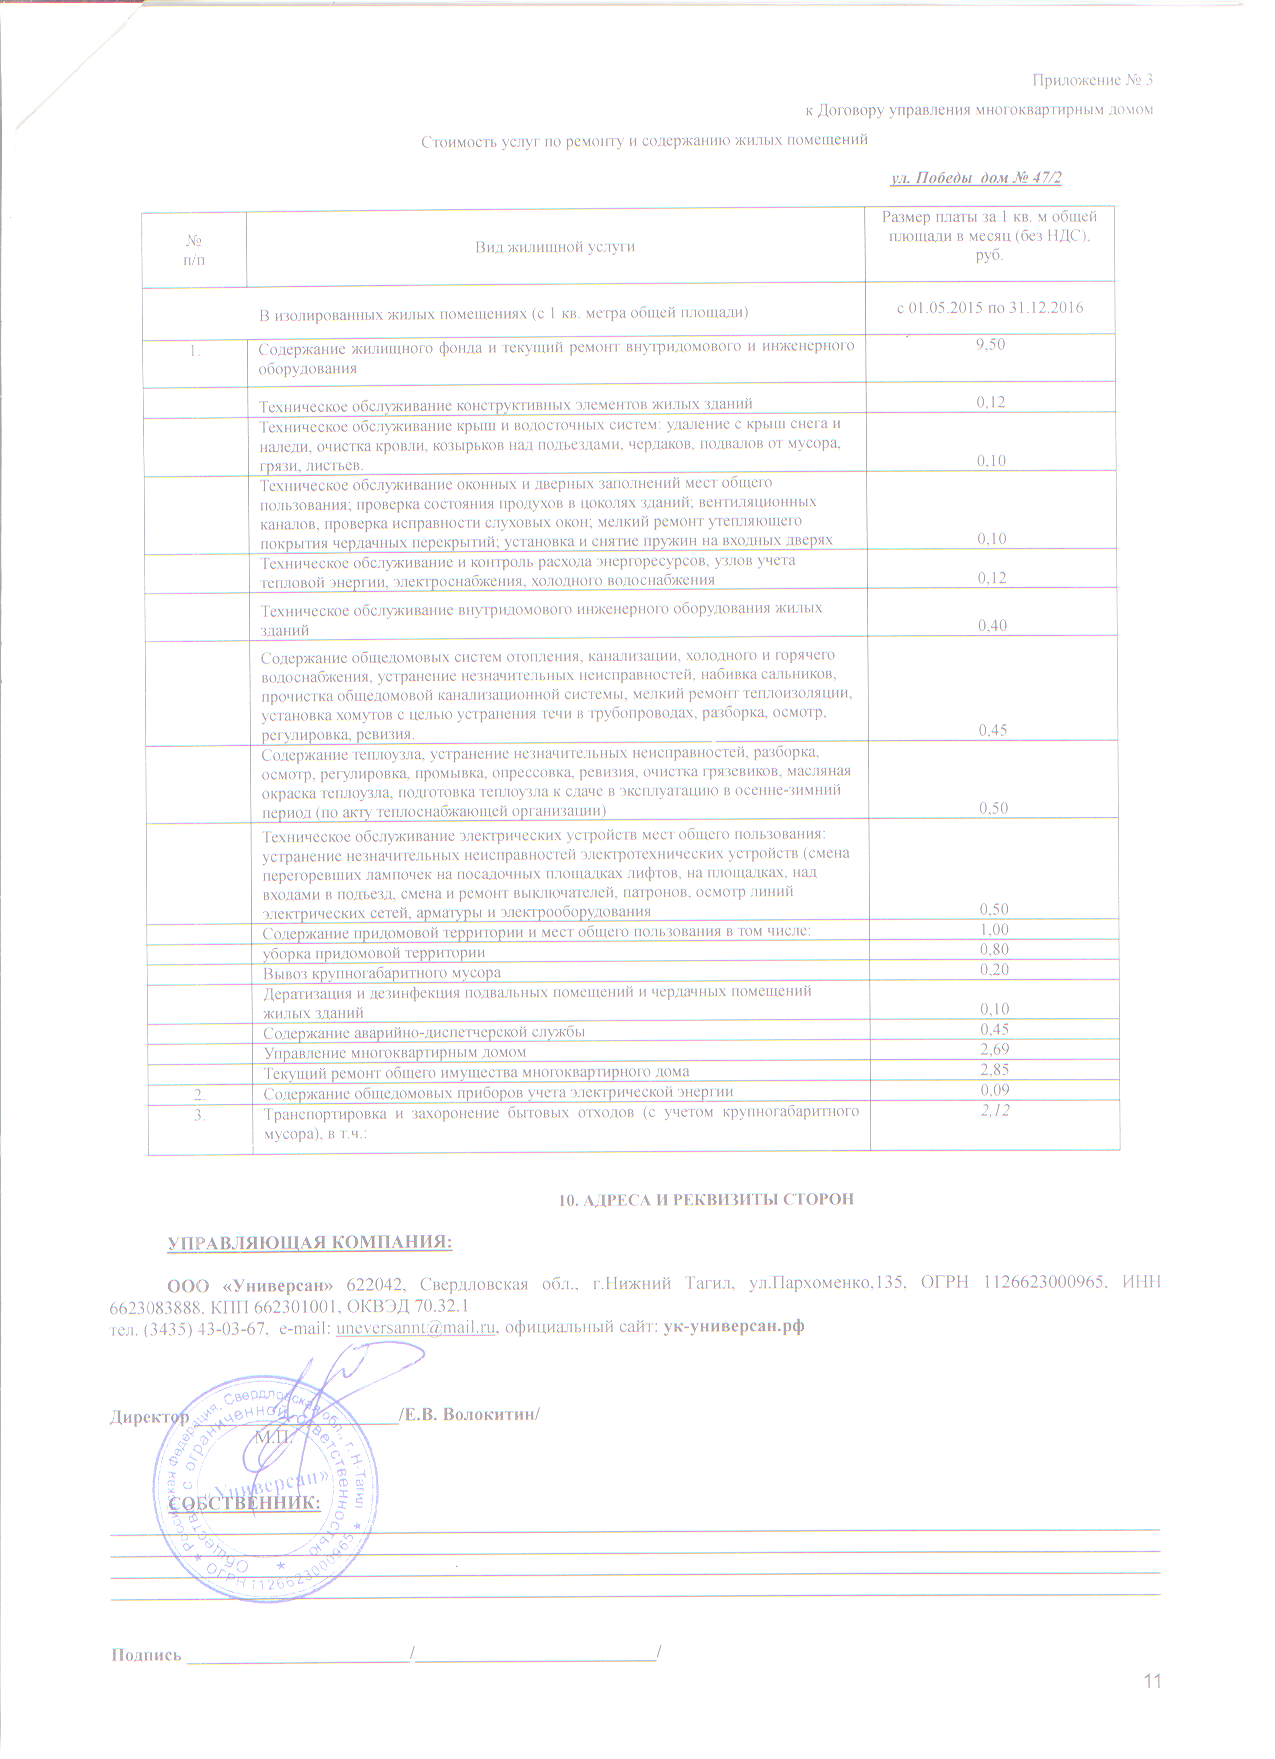 Приложение № 3
к Договору управления многоквартирным домом
Стоимость услуг по ремонту и содержанию жилых помещений
ул. Победы дом № 47/2
№
п/п
Вид жилищной услуги
Размер платы за 1 кв. м общей
площади в месяц (без НДС),
руб.
В изолированных жилых помещениях (с 1 кв. метра общей площади)
с 01.05.2015 по 31.12.2016
1.
Содержание жилищного фонда и текущий ремонт внутридомового и инженерного
оборудования
9,50
Техническое обслуживание конструктивных элементов жилых зданий
0,12
Техническое обслуживание крыш и водосточных систем: удаление с крыш снега и
наледи, очистка кровли, козырьков над подъездами, чердаков, подвалов от мусора,
грязи, листьев.
0,10
Техническое обслуживание оконных и дверных заполнений мест общего
пользования; проверка состояния продухов в цоколях зданий; вентиляционных
каналов, проверка исправности слуховых окон; мелкий ремонт утепляющего
покрытия чердачных перекрытий; установка и снятие пружин на входных дверях
0,10
Техническое обслуживание и контроль расхода энергоресурсов, узлов учета
тепловой энергии, электроснабжения, холодного водоснабжения
0,12
Техническое обслуживание внутридомового инженерного оборудования жилых
зданий
0,40
Содержание общедомовых систем отопления, канализации, холодного и горячего
водоснабжения, устранение незначительных неисправностей, набивка сальников,
прочистка общедомовой канализационной системы, мелкий ремонт теплоизоляции,
установка хомутов с целью устранения течи в трубопроводах, разборка, осмотр,
регулировка, ревизия.
0,45
Содержание теплоузла, устранение незначительных неисправностей, разборка,
осмотр, регулировка, промывка, опрессовка, ревизия, очистка грязевиков, масляная
окраска теплоузла, подготовка теплоузла к сдаче в эксплуатацию в осенне-зимний
период (по акту теплоснабжающей организации)
0,50
Техническое обслуживание электрических устройств мест общего пользования:
устранение незначительных неисправностей электротехнических устройств (смена
перегоревших лампочек на посадочных площадках лифтов, на площадках, над
входами в подъезд, смена и ремонт выключателей, патронов, осмотр линий
электрических сетей, арматуры и электрооборудования
0,50
Содержание придомовой территории и мест общего пользования в том числе:
1,00
уборка придомовой территории
0,80
Вывоз крупногабаритного мусора
0,20
Дератизация и дезинфекция подвальных помещений и чердачных помещений
жилых зданий
0,10
Содержание аварийно-диспетчерской службы
0,45
Управление многоквартирным домом
2,69
Текущий ремонт общего имущества многоквартирного дома
2,85
2.
Содержание общедомовых приборов учета электрической энергии
0,09
3.
Транспортировка и захоронение бытовых отходов (с учетом крупногабаритного
мусора), в т.ч.:
2,12
10. АДРЕСА И РЕКВИЗИТЫ СТОРОН
УПРАВЛЯЮЩАЯ КОМПАНИЯ:
ООО «Универсан» 622042, Свердловская обл., г.Нижний Тагил, ул.Пархоменко,135, ОГРН 1126623000965, ИНН
6623083888, КПП 662301001, ОКВЭД 70.32.1
тел. (3435) 43-03-67, e-mail: uneversannt@mail.ru, официальный сайт: ук-универсан.рф
Директор ____________________/Е.В. Волокитин/
М.П.
Российская Федерация, Свердловская обл., г. Н-Тагил * ОГРН 1126623000965 *
Общество с ограниченной ответственностью *
«Универсан»
СОБСТВЕННИК:
Подпись ______________________/________________________/
11